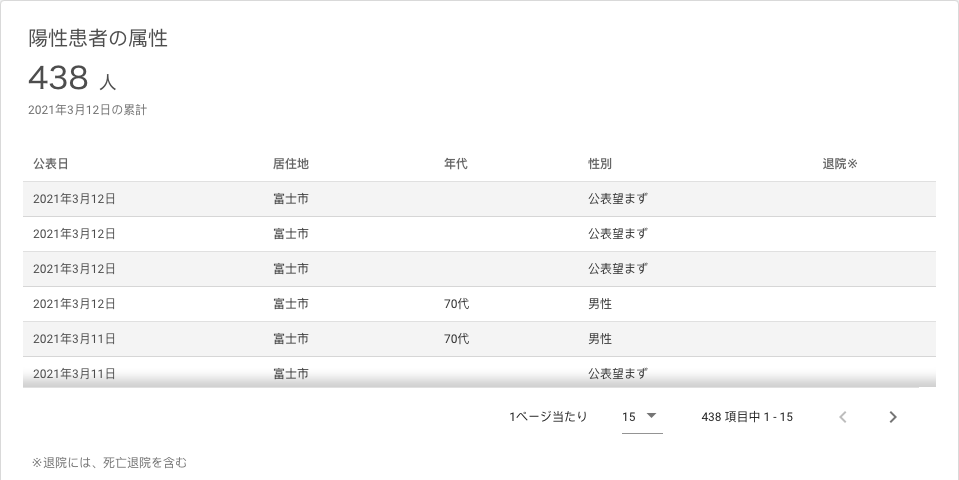 陽性患者の属性
438 人
2021年3月12日の累計
公表日 居住地 年代 性別 退院※
2021年3月12日 富士市 公表望まず
2021年3月12日 富士市 公表望まず
2021年3月12日 富士市 公表望まず
2021年3月12日 富士市 70代 男性
2021年3月11日 富士市 70代 男性
2021年3月11日 富士市 公表望まず
1ページ当たり 15 438 項目中 1 - 15
※退院には、死亡退院を含む